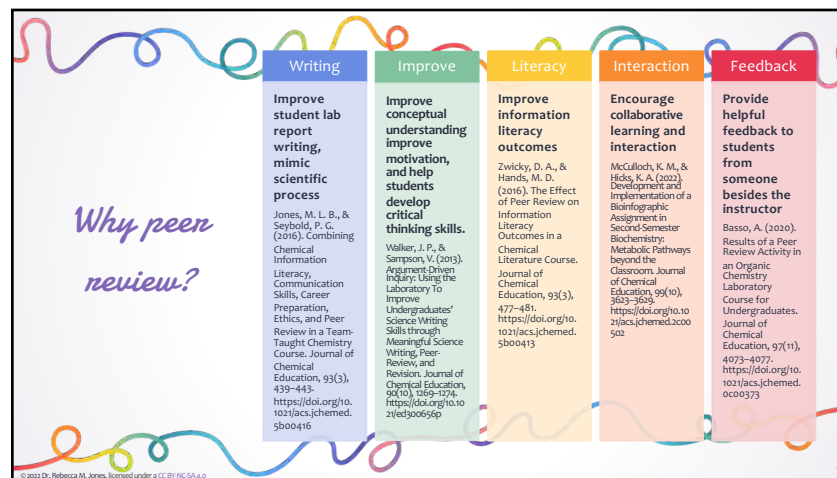 Why peer
review?
Writing
Improve
student lab
report
writing,
mimic
scientific
process
Jones, M. L. B., &
Seybold, P. G.
(2016). Combining
Chemical
Information
Literacy,
Communication
Skills, Career
Preparation,
Ethics, and Peer
Review in a Team-
Taught Chemistry
Course. Journal of
Chemical
Education, 93(3),
439–443.
https://doi.org/10.
1021/acs.jchemed.
5b00416
Improve
Improve
conceptual
understanding
improve
motivation,
and help
students
develop
critical
thinking skills.
Walker, J. P., &
Sampson, V. (2013).
Argument-Driven
Inquiry: Using the
Laboratory To
Improve
Undergraduates'
Science Writing
Skills through
Meaningful Science
Writing, Peer-
Review, and
Revision. Journal of
Chemical Education,
90(10), 1269–1274.
https://doi.org/10.10
21/ed300656p
Literacy
Improve
information
literacy
outcomes
Zwicky, D. A., &
Hands, M. D.
(2016). The Effect
of Peer Review on
Information
Literacy
Outcomes in a
Chemical
Literature Course.
Journal of
Chemical
Education, 93(3),
477–481.
https://doi.org/10.
1021/acs.jchemed.
5b00413
Interaction
Encourage
collaborative
learning and
interaction
McCulloch, K. M., &
Hicks, K. A. (2022).
Development and
Implementation of a
Bioinfographic
Assignment in
Second-Semester
Biochemistry:
Metabolic Pathways
beyond the
Classroom. Journal
of Chemical
Education, 99(10),
3623–3629.
https://doi.org/10.10
21/acs.jchemed.2c00
502
Feedback
Provide
helpful
feedback to
students
from
someone
besides the
instructor
Basso, A. (2020).
Results of a Peer
Review Activity in
an Organic
Chemistry
Laboratory
Course for
Undergraduates.
Journal of
Chemical
Education, 97(11),
4073–4077.
https://doi.org/10.
1021/acs.jchemed.
0c00373
© 2022 Dr. Rebecca M. Jones, licensed under a CC BY-NC-SA 4.0